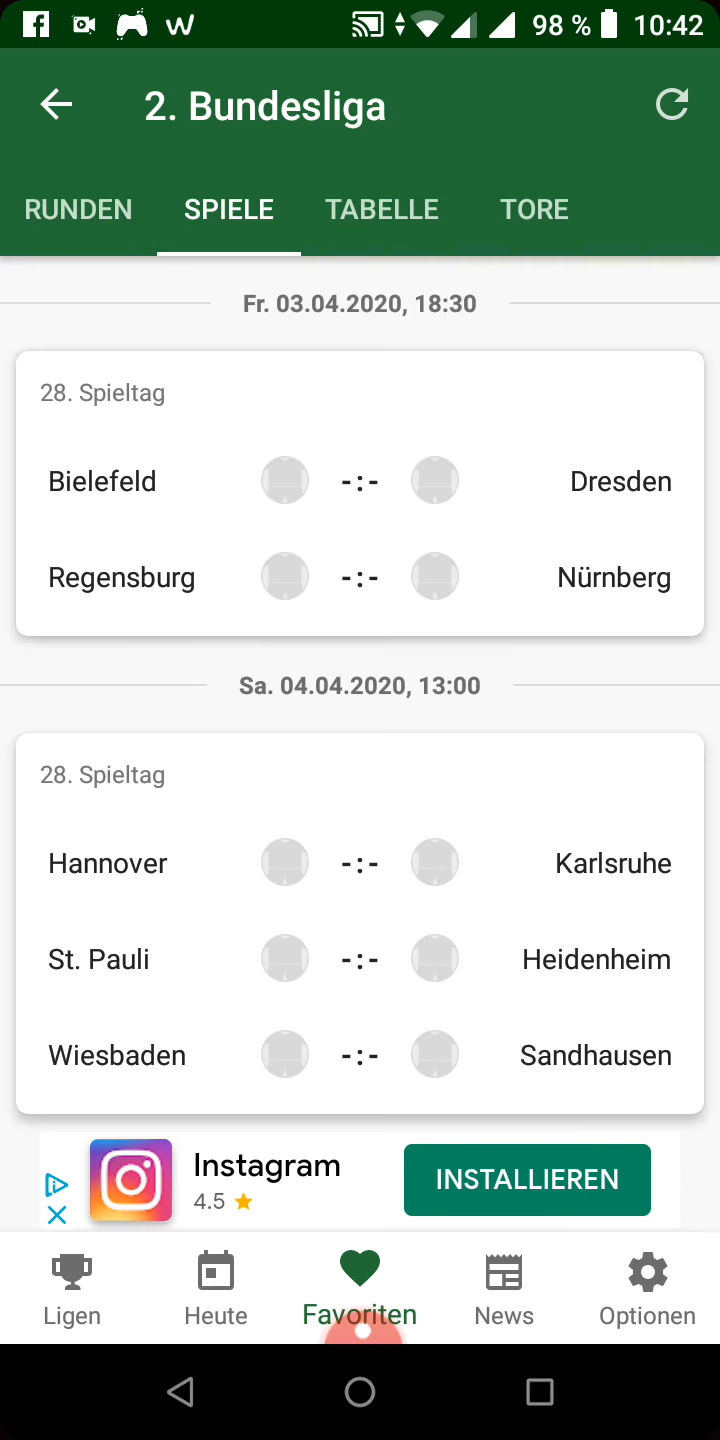 98 % 10:42
2. Bundesliga
RUNDEN SPIELE TABELLE TORE
Fr. 03.04.2020, 18:30
28. Spieltag
Bielefeld -:- Dresden
Regensburg -:- Nürnberg
Sa. 04.04.2020, 13:00
28. Spieltag
Hannover -:- Karlsruhe
St. Pauli -:- Heidenheim
Wiesbaden -:- Sandhausen
Instagram
4.5
INSTALLIEREN
Ligen Heute Favoriten News Optionen